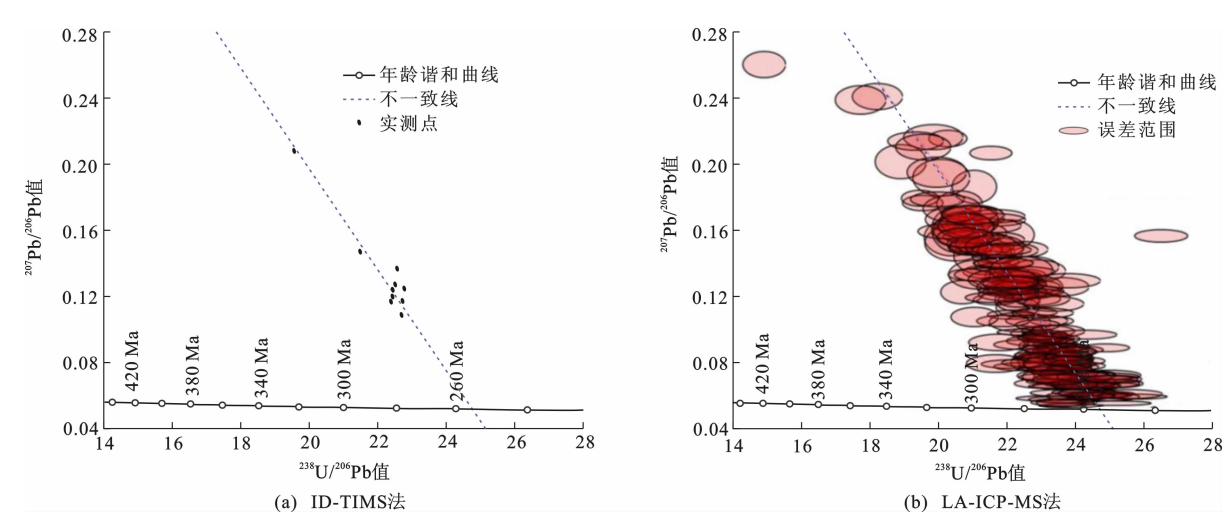 0.28
0.24
0.20
0.16
0.12
0.08
0.04
²⁰⁷Pb/²⁰⁶Pb值
年龄谐和曲线
不一致线
实测点
420 Ma
380 Ma
340 Ma
300 Ma
260 Ma
14 16 18 20 22 24 26 28
²³⁸U/²⁰⁶Pb值
(a) ID-TIMS法
0.28
0.24
0.20
0.16
0.12
0.08
0.04
²⁰⁷Pb/²⁰⁶Pb值
年龄谐和曲线
不一致线
误差范围
420 Ma
380 Ma
340 Ma
300 Ma
14 16 18 20 22 24 26 28
²³⁸U/²⁰⁶Pb值
(b) LA-ICP-MS法